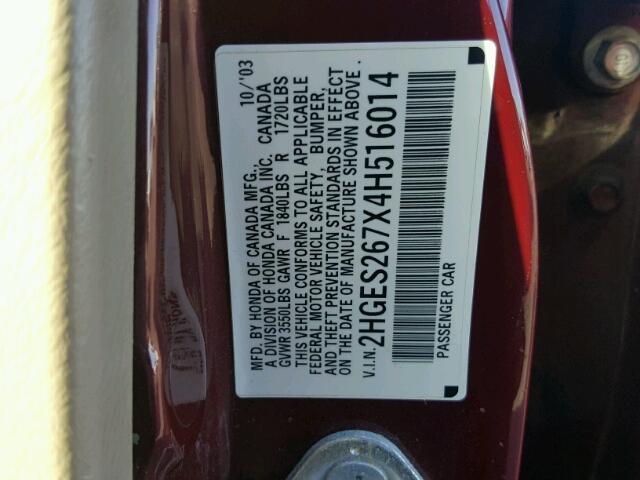 MFD. BY HONDA OF CANADA MFG. 10/'03
A DIVISION OF HONDA CANADA INC. CANADA
GVWR 3550LBS GAWR F 1840LBS R 1720LBS
THIS VEHICLE CONFORMS TO ALL APPLICABLE
FEDERAL MOTOR VEHICLE SAFETY, BUMPER,
AND THEFT PREVENTION STANDARDS IN EFFECT
ON THE DATE OF MANUFACTURE SHOWN ABOVE.
V.I.N. 2HGES267X4H516014
PASSENGER CAR